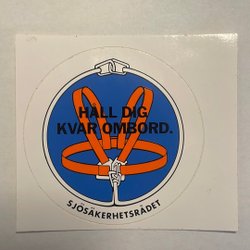 HÅLL DIG
KVAR OMBORD.
SJÖSÄKERHETSRÅDET